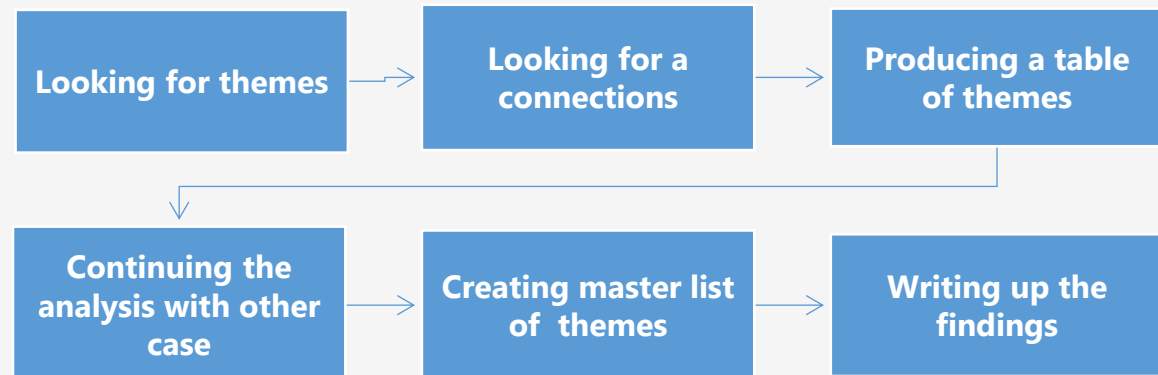 Looking for themes
Looking for a
connections
Producing a table
of themes
Continuing the
analysis with other
case
Creating master list
of themes
Writing up the
findings